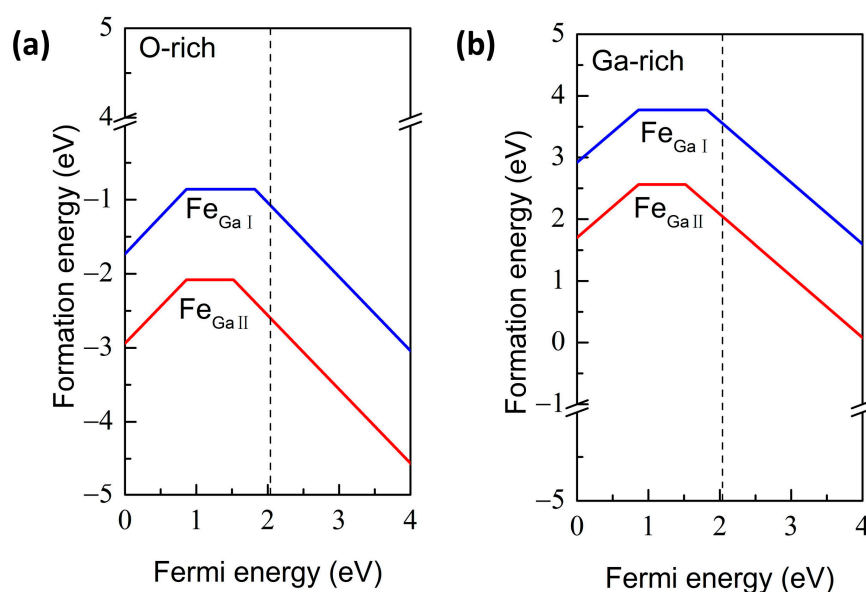 (a)
O-rich
5
4
−1
−2
−3
−4
−5
Formation energy (eV)
Fe_Ga I
Fe_Ga II
0 1 2 3 4
Fermi energy (eV)
(b)
Ga-rich
5
4
3
2
1
0
−1
−5
Formation energy (eV)
Fe_Ga I
Fe_Ga II
0 1 2 3 4
Fermi energy (eV)